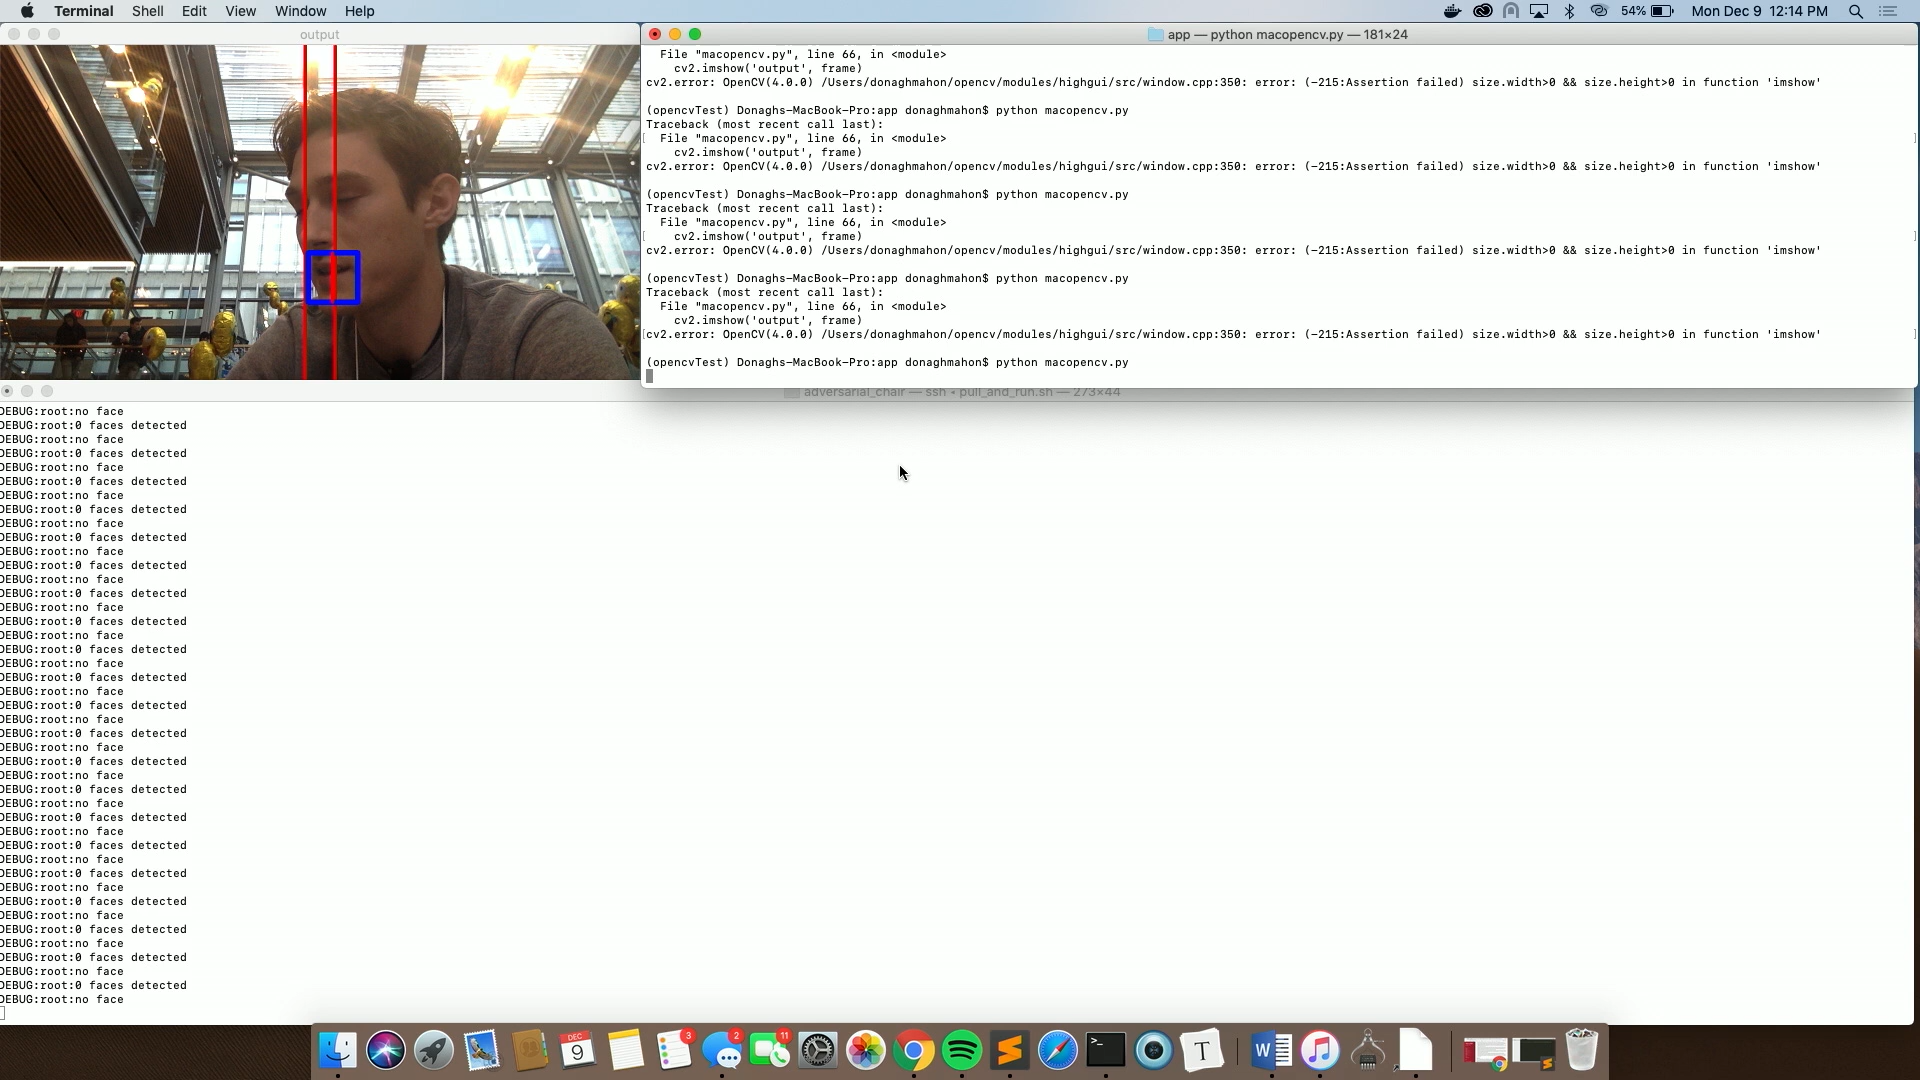 Terminal Shell Edit View Window Help 54% Mon Dec 9 12:14 PM
output
app — python macopencv.py — 181×24
File "macopencv.py", line 66, in <module>
cv2.imshow('output', frame)
cv2.error: OpenCV(4.0.0) /Users/donaghmahon/opencv/modules/highgui/src/window.cpp:350: error: (-215:Assertion failed) size.width>0 && size.height>0 in function 'imshow'
(opencvTest) Donaghs-MacBook-Pro:app donaghmahon$ python macopencv.py
Traceback (most recent call last):
[ File "macopencv.py", line 66, in <module> ]
cv2.imshow('output', frame)
cv2.error: OpenCV(4.0.0) /Users/donaghmahon/opencv/modules/highgui/src/window.cpp:350: error: (-215:Assertion failed) size.width>0 && size.height>0 in function 'imshow'
(opencvTest) Donaghs-MacBook-Pro:app donaghmahon$ python macopencv.py
Traceback (most recent call last):
File "macopencv.py", line 66, in <module>
[ cv2.imshow('output', frame) ]
cv2.error: OpenCV(4.0.0) /Users/donaghmahon/opencv/modules/highgui/src/window.cpp:350: error: (-215:Assertion failed) size.width>0 && size.height>0 in function 'imshow'
(opencvTest) Donaghs-MacBook-Pro:app donaghmahon$ python macopencv.py
Traceback (most recent call last):
File "macopencv.py", line 66, in <module>
cv2.imshow('output', frame)
[cv2.error: OpenCV(4.0.0) /Users/donaghmahon/opencv/modules/highgui/src/window.cpp:350: error: (-215:Assertion failed) size.width>0 && size.height>0 in function 'imshow' ]
(opencvTest) Donaghs-MacBook-Pro:app donaghmahon$ python macopencv.py
adversarial_chair — ssh • pull_and_run.sh — 273×44
DEBUG:root:no face
DEBUG:root:0 faces detected
DEBUG:root:no face
DEBUG:root:0 faces detected
DEBUG:root:no face
DEBUG:root:0 faces detected
DEBUG:root:no face
DEBUG:root:0 faces detected
DEBUG:root:no face
DEBUG:root:0 faces detected
DEBUG:root:no face
DEBUG:root:0 faces detected
DEBUG:root:no face
DEBUG:root:0 faces detected
DEBUG:root:no face
DEBUG:root:0 faces detected
DEBUG:root:no face
DEBUG:root:0 faces detected
DEBUG:root:no face
DEBUG:root:0 faces detected
DEBUG:root:no face
DEBUG:root:0 faces detected
DEBUG:root:no face
DEBUG:root:0 faces detected
DEBUG:root:no face
DEBUG:root:0 faces detected
DEBUG:root:no face
DEBUG:root:0 faces detected
DEBUG:root:no face
DEBUG:root:0 faces detected
DEBUG:root:no face
DEBUG:root:0 faces detected
DEBUG:root:no face
DEBUG:root:0 faces detected
DEBUG:root:no face
DEBUG:root:0 faces detected
DEBUG:root:no face
DEBUG:root:0 faces detected
DEBUG:root:no face
DEBUG:root:0 faces detected
DEBUG:root:no face
DEBUG:root:0 faces detected
DEBUG:root:no face
DEC
9
3
2
11
>_
T
W